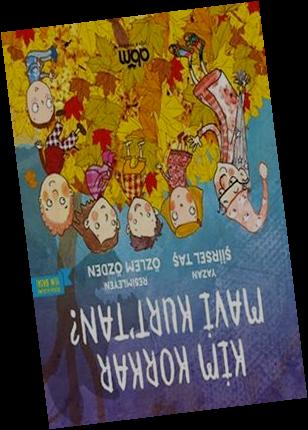 KİM KORKAR
MAVİ KURT'TAN?
YAZAN
ŞİİRSEL TAŞ
RESİMLEYEN
ÖZLEM ÖZDEN